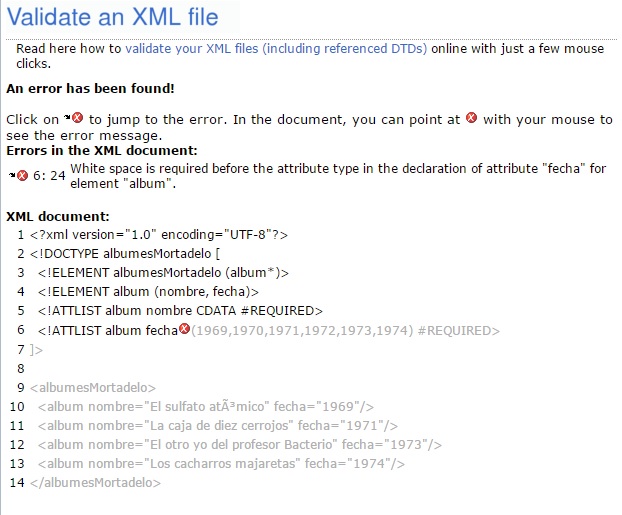 Validate an XML file
Read here how to validate your XML files (including referenced DTDs) online with just a few mouse
clicks.
An error has been found!
Click on to jump to the error. In the document, you can point at with your mouse to
see the error message.
Errors in the XML document:
6: 24 White space is required before the attribute type in the declaration of attribute "fecha" for
element "album".
XML document:
1 <?xml version="1.0" encoding="UTF-8"?>
2 <!DOCTYPE albumesMortadelo [
3 <!ELEMENT albumesMortadelo (album*)>
4 <!ELEMENT album (nombre, fecha)>
5 <!ATTLIST album nombre CDATA #REQUIRED>
6 <!ATTLIST album fecha(1969,1970,1971,1972,1973,1974) #REQUIRED>
7 ]>
8
9 <albumesMortadelo>
10 <album nombre="El sulfato atÃ³mico" fecha="1969"/>
11 <album nombre="La caja de diez cerrojos" fecha="1971"/>
12 <album nombre="El otro yo del profesor Bacterio" fecha="1973"/>
13 <album nombre="Los cacharros majaretas" fecha="1974"/>
14 </albumesMortadelo>